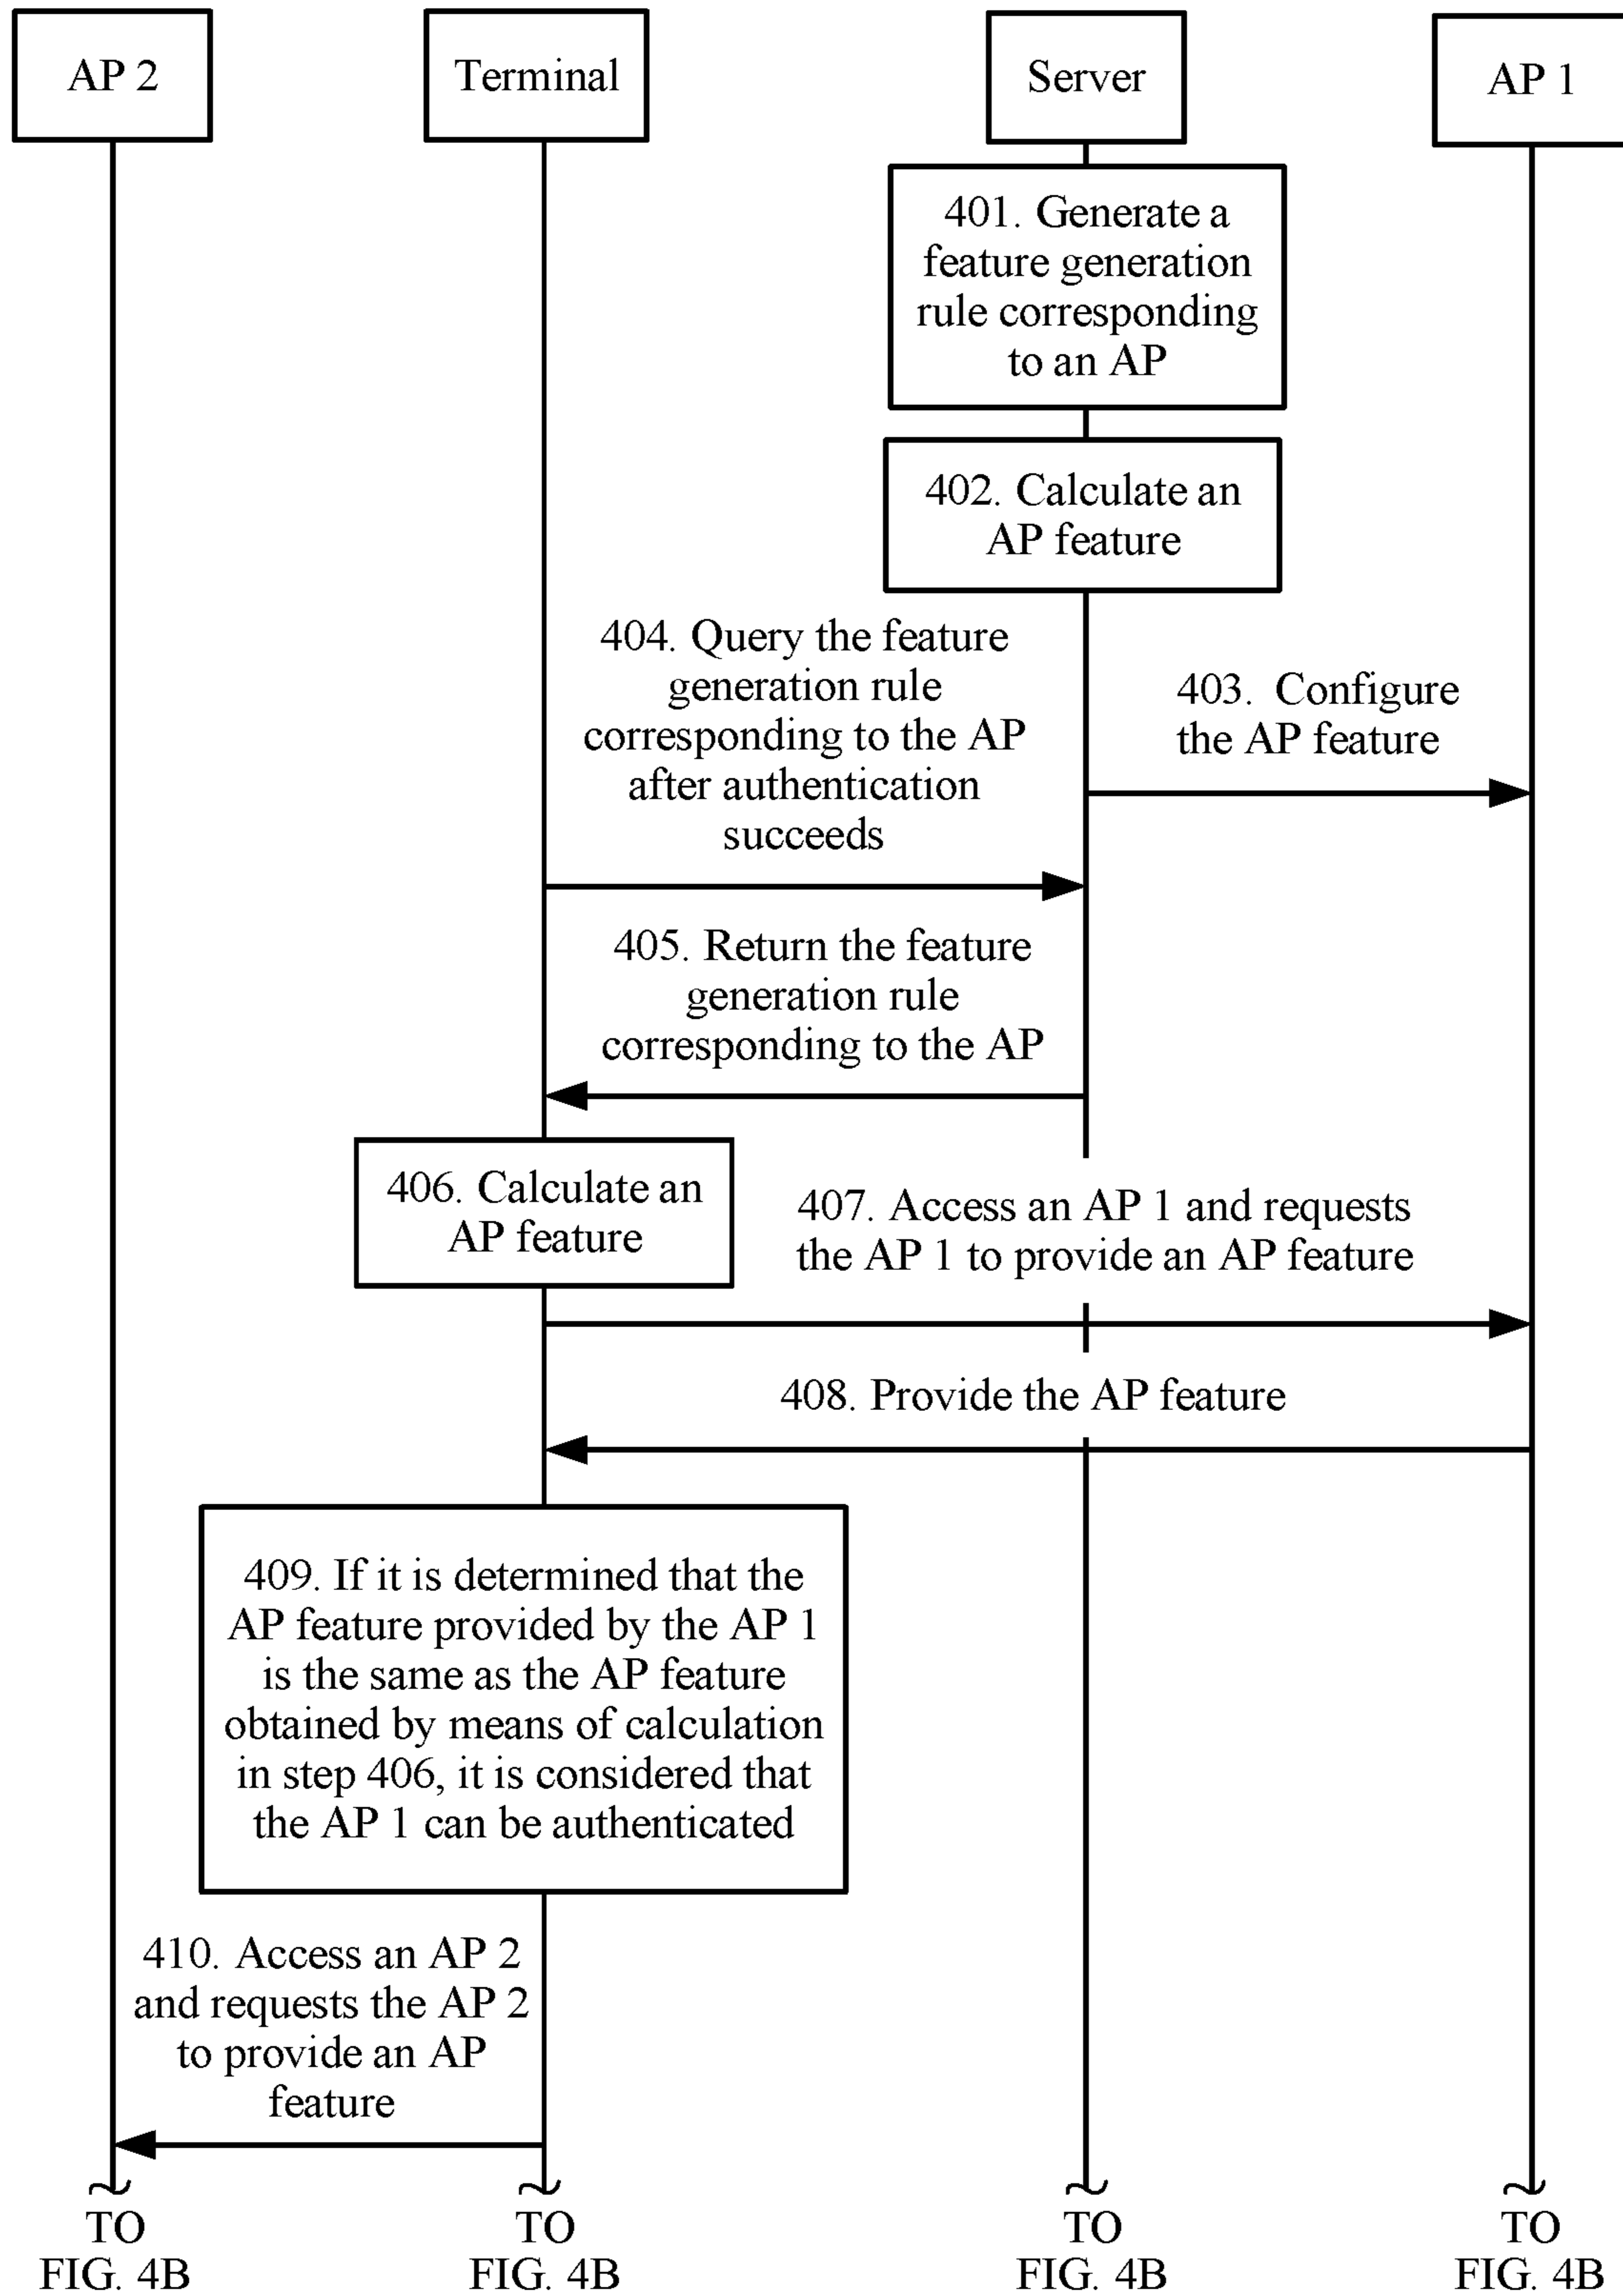 AP 2
Terminal
Server
AP 1
401. Generate a
feature generation
rule corresponding
to an AP
402. Calculate an
AP feature
404. Query the feature
generation rule
corresponding to the AP
after authentication
succeeds
403. Configure
the AP feature
405. Return the feature
generation rule
corresponding to the AP
406. Calculate an
AP feature
407. Access an AP 1 and requests
the AP 1 to provide an AP feature
408. Provide the AP feature
409. If it is determined that the
AP feature provided by the AP 1
is the same as the AP feature
obtained by means of calculation
in step 406, it is considered that
the AP 1 can be authenticated
410. Access an AP 2
and requests the AP 2
to provide an AP
feature
TO
FIG. 4B
TO
FIG. 4B
TO
FIG. 4B
TO
FIG. 4B